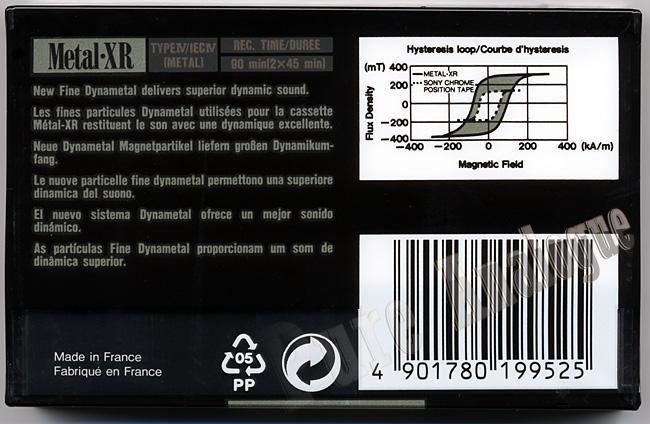 Metal·XR
TYPEⅣ/IECⅣ
(METAL)
REC. TIME/DUREE
90 min(2×45 min)
New Fine Dynametal delivers superior dynamic sound.
Les fines particules Dynametal utilisées pour la cassette
Métal-XR restituent le son avec une dynamique excellente.
Neue Dynametal Magnetpartikel liefern großen Dynamikum-
fang.
Le nuove particelle fine dynametal permettono una superiore
dinamica del suono.
El nuevo sistema Dynametal ofrece un mejor sonido
dinámico.
As partículas Fine Dynametal proporcionam um som de
dinâmica superior.
Made in France
Fabriqué en France
05
PP
Hysteresis loop/Courbe d'hysteresis
(mT)
400
200
0
−200
−400
Flux Density
METAL-XR
SONY CHROME
POSITION TAPE
−400 −200 0 200 400 (kA/m)
Magnetic Field
4 901780 199525
Pure Analogue